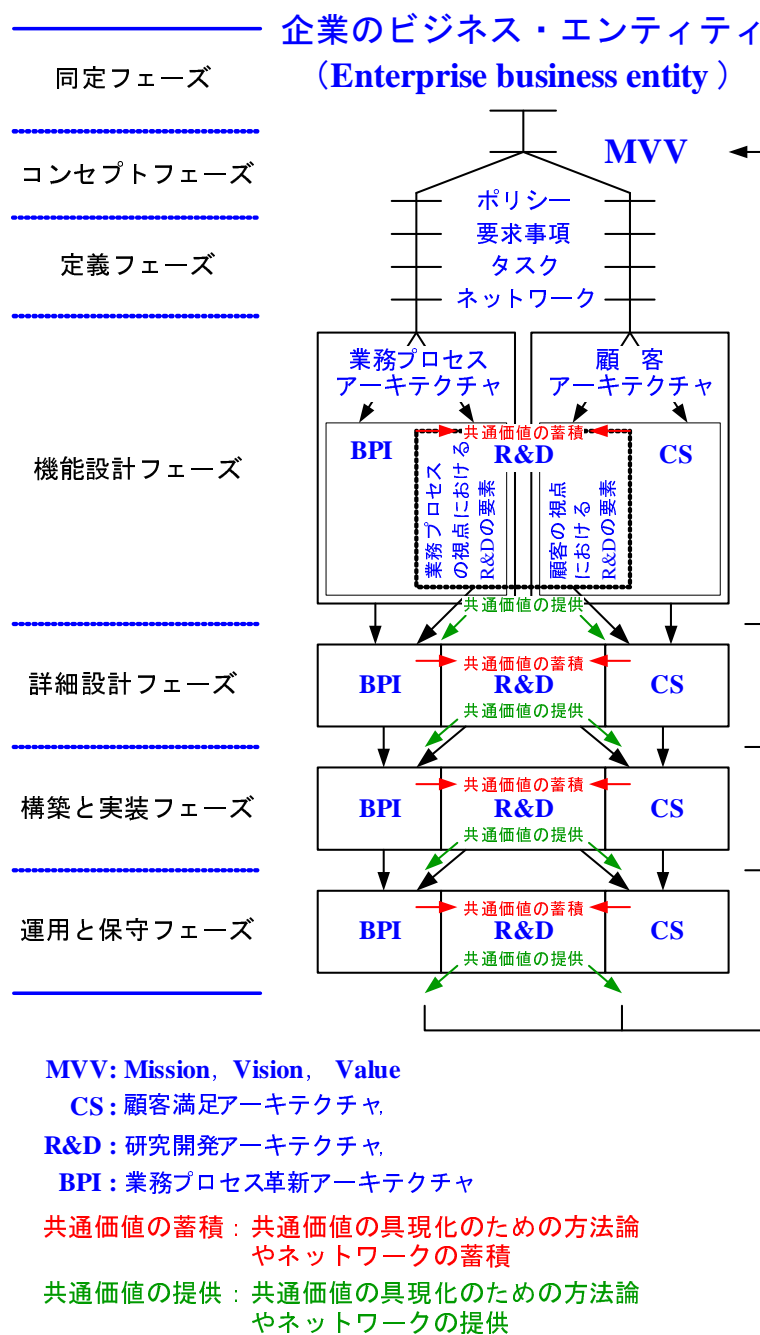 企業のビジネス・エンティティ
（Enterprise business entity ）
同定フェーズ
MVV
コンセプトフェーズ
ポリシー
要求事項
定義フェーズ
タスク
ネットワーク
業務プロセス
アーキテクチャ
顧　客
アーキテクチャ
機能設計フェーズ
共通価値の蓄積
BPI
R&D
CS
業務プロセス
の視点における
R&Dの要素
顧客の視点
における
R&Dの要素
共通価値の提供
詳細設計フェーズ
共通価値の蓄積
BPI
R&D
CS
共通価値の提供
構築と実装フェーズ
共通価値の蓄積
BPI
R&D
CS
共通価値の提供
運用と保守フェーズ
共通価値の蓄積
BPI
R&D
CS
共通価値の提供
MVV: Mission,  Vision,   Value
CS : 顧客満足アーキテクチャ,
R&D : 研究開発アーキテクチャ,
BPI : 業務プロセス革新アーキテクチャ
共通価値の蓄積 : 共通価値の具現化のための方法論
やネットワークの蓄積
共通価値の提供 : 共通価値の具現化のための方法論
やネットワークの提供